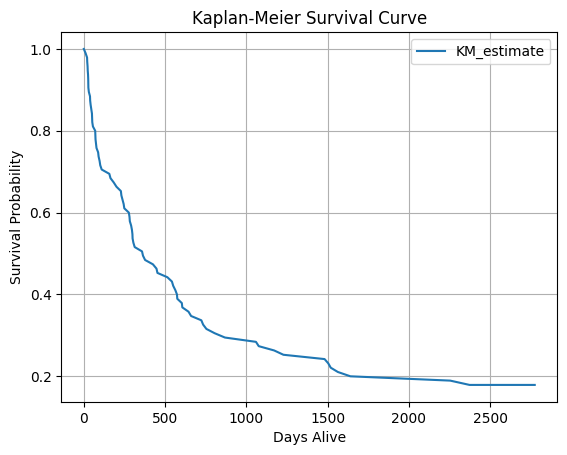 Kaplan-Meier Survival Curve
KM_estimate
1.0
0.8
0.6
0.4
0.2
Survival Probability
0 500 1000 1500 2000 2500
Days Alive